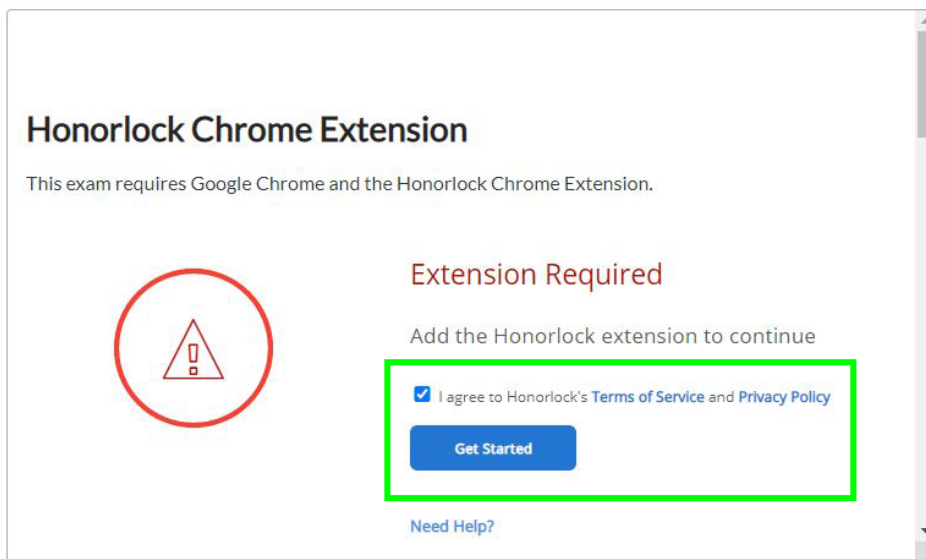 Honorlock Chrome Extension
This exam requires Google Chrome and the Honorlock Chrome Extension.
Extension Required
Add the Honorlock extension to continue
I agree to Honorlock's Terms of Service and Privacy Policy
Get Started
Need Help?